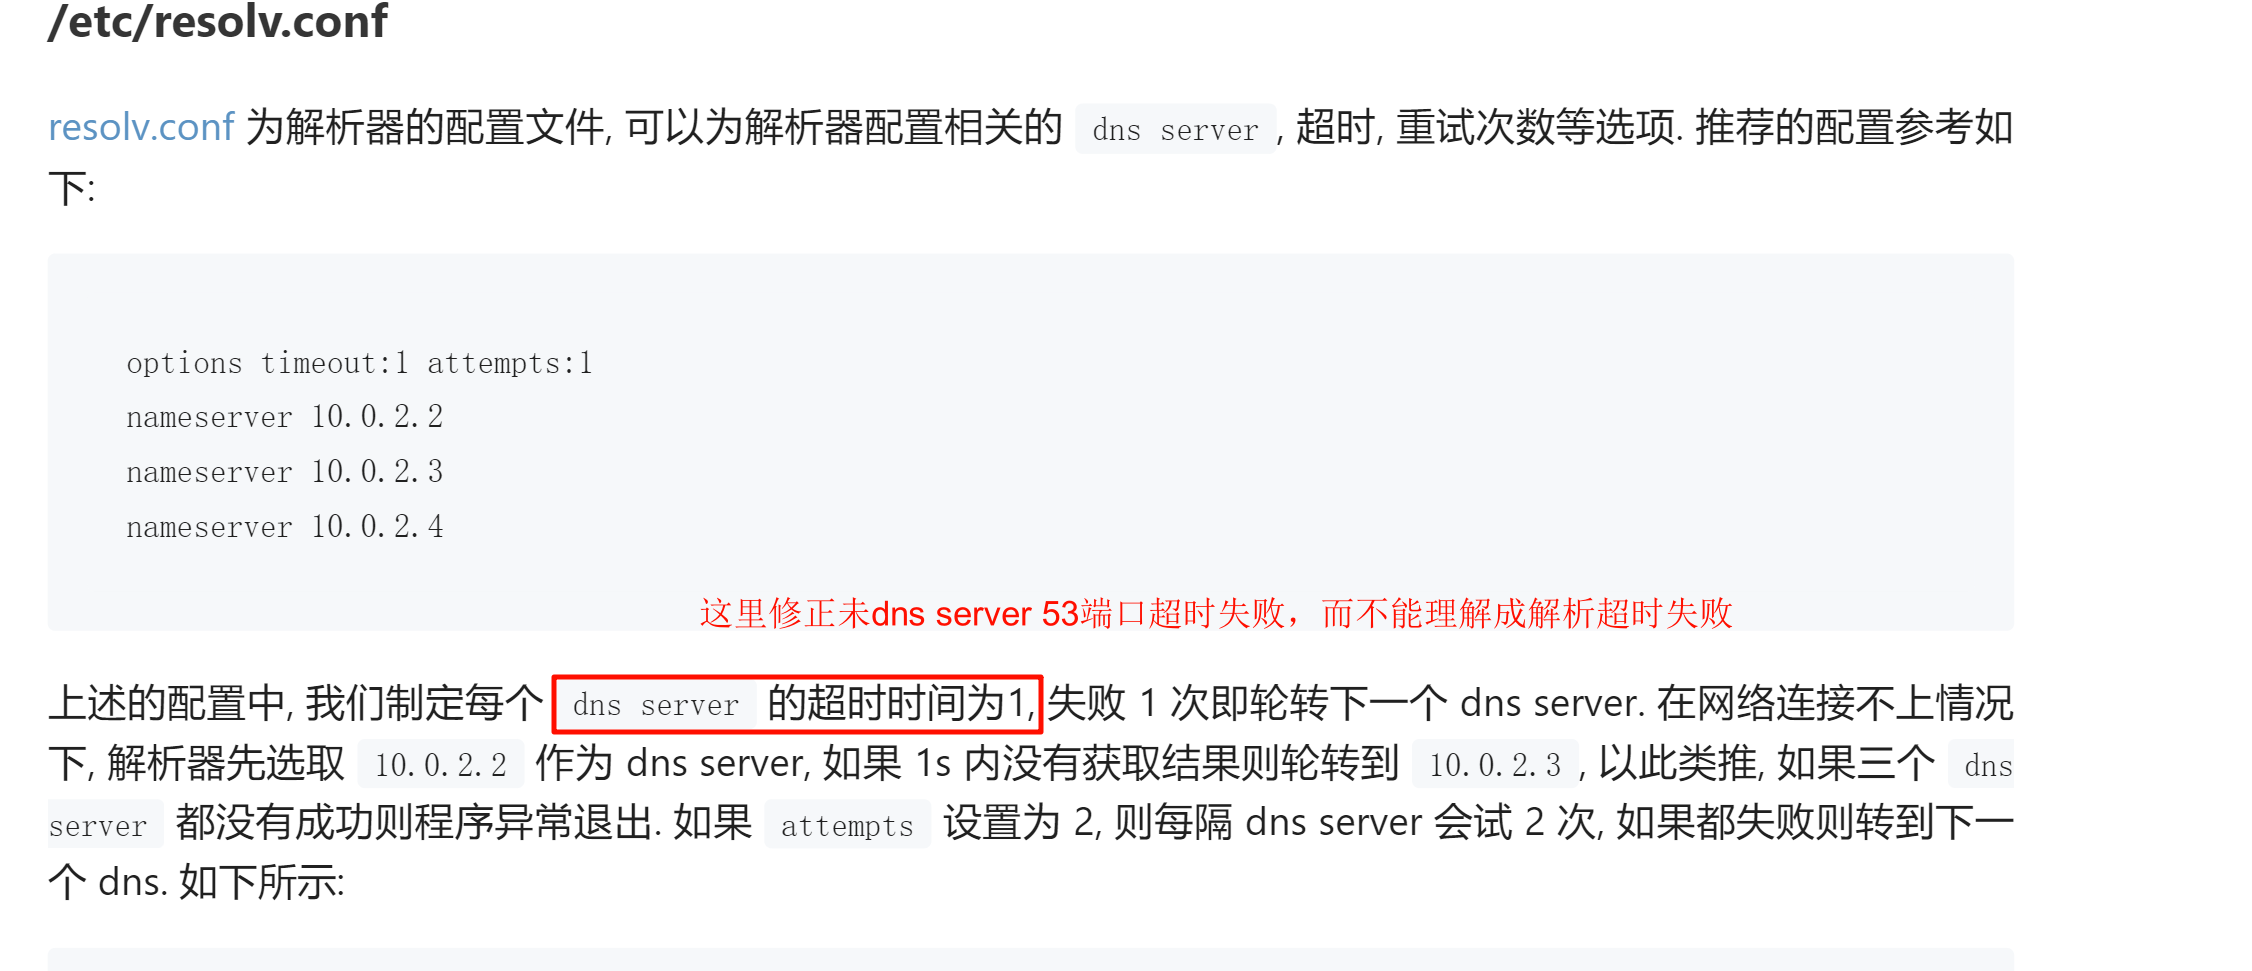 /etc/resolv.conf
resolv.conf 为解析器的配置文件, 可以为解析器配置相关的 dns server , 超时, 重试次数等选项. 推荐的配置参考如
下:
options timeout:1 attempts:1
nameserver 10.0.2.2
nameserver 10.0.2.3
nameserver 10.0.2.4
这里修正未dns server 53端口超时失败，而不能理解成解析超时失败
上述的配置中, 我们制定每个 dns server 的超时时间为1, 失败 1 次即轮转下一个 dns server. 在网络连接不上情况
下, 解析器先选取 10.0.2.2 作为 dns server, 如果 1s 内没有获取结果则轮转到 10.0.2.3 , 以此类推, 如果三个 dns
server 都没有成功则程序异常退出. 如果 attempts 设置为 2, 则每隔 dns server 会试 2 次, 如果都失败则转到下一
个 dns. 如下所示: